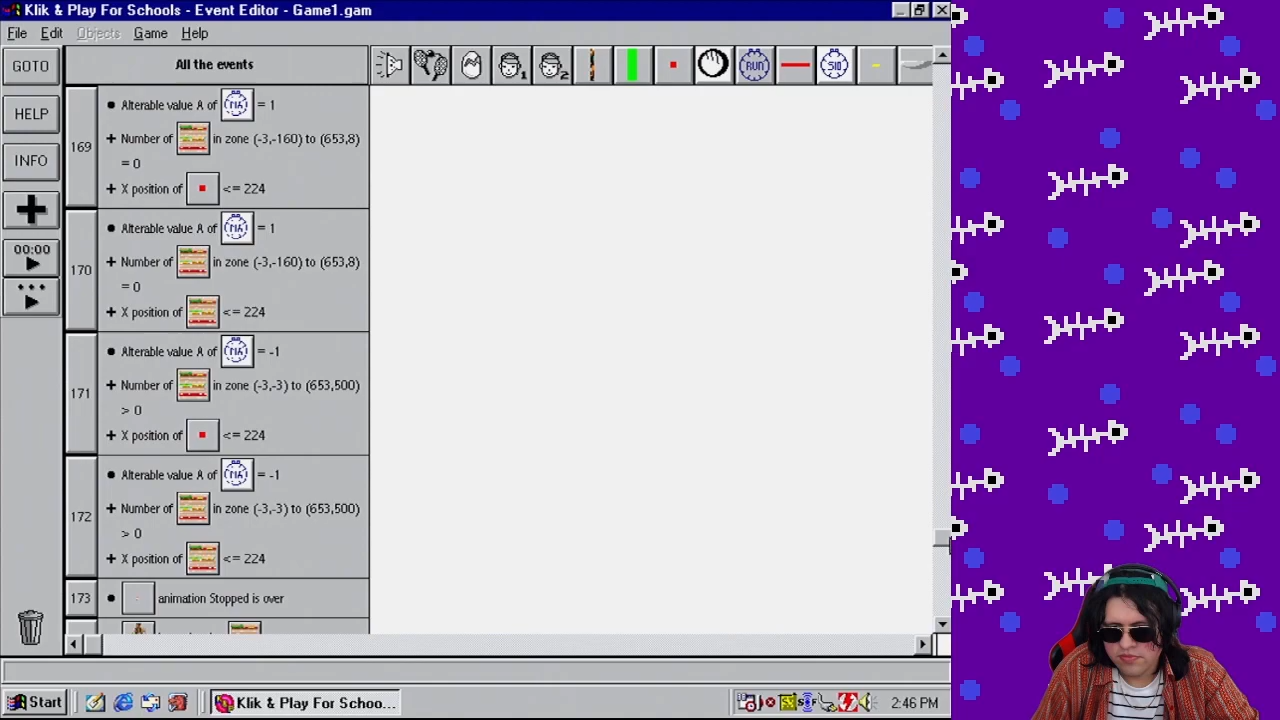 Klik & Play For Schools - Event Editor - Game1.gam
File Edit Objects Game Help
GOTO
HELP
INFO
00:00
All the events
1
2
RUN
169
Alterable value A of = 1
+ Number of in zone (-3,-160) to (653,8)
= 0
+ X position of <= 224
170
Alterable value A of = 1
+ Number of in zone (-3,-160) to (653,8)
= 0
+ X position of <= 224
171
Alterable value A of = -1
+ Number of in zone (-3,-3) to (653,500)
> 0
+ X position of <= 224
172
Alterable value A of = -1
+ Number of in zone (-3,-3) to (653,500)
> 0
+ X position of <= 224
173
animation Stopped is over
Start
Klik & Play For Schoo...
2:46 PM